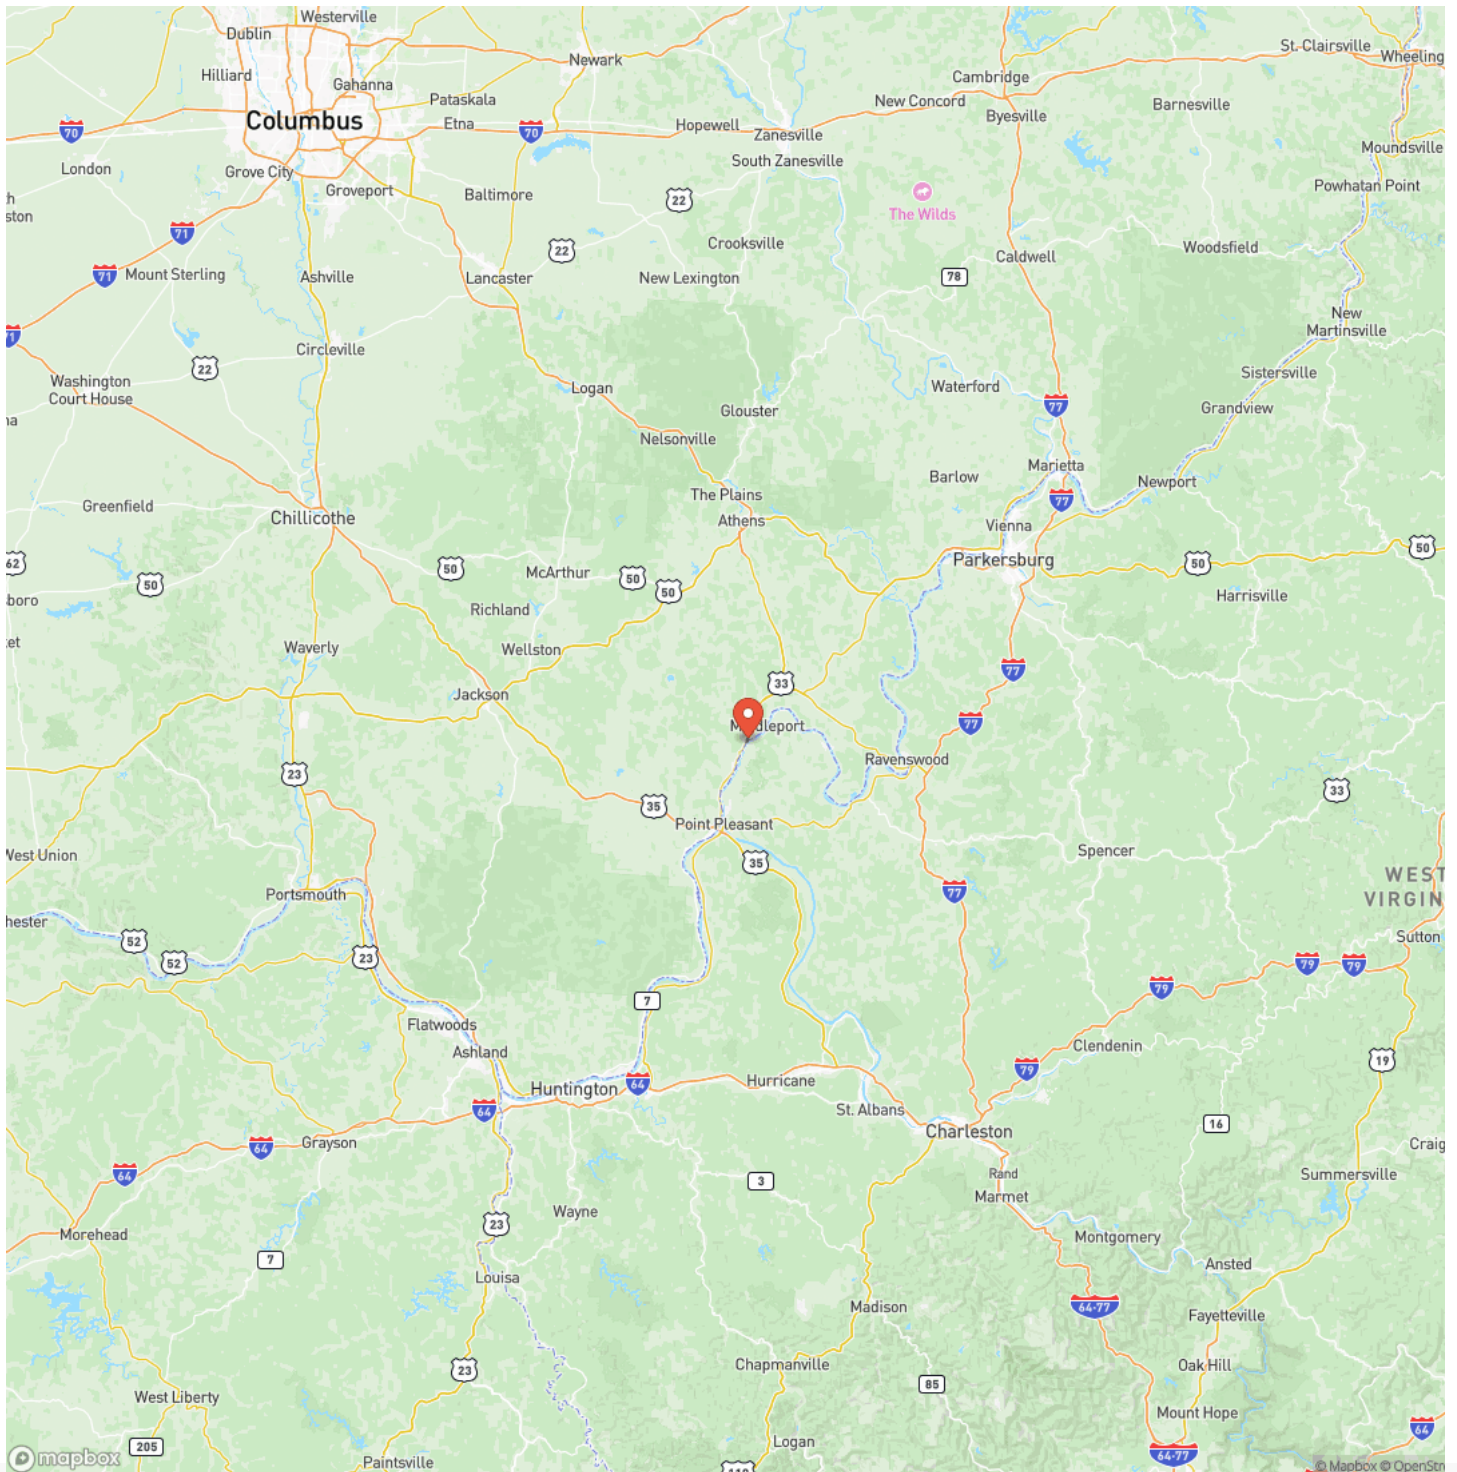 Westerville
Dublin
St. Clairsville
Wheeling
Newark
Hilliard
Gahanna
Cambridge
Pataskala
New Concord
Barnesville
Columbus
Etna
Hopewell
Byesville
70
70
Zanesville
Moundsville
London
Grove City
South Zanesville
Groveport
Baltimore
22
Powhatan Point
The Wilds
ston
71
Crooksville
Woodsfield
22
Caldwell
71
Mount Sterling
Ashville
Lancaster
New Lexington
78
New
Martinsville
71
Circleville
22
Sistersville
Washington
Court House
Logan
Waterford
77
Grandview
Glouster
Nelsonville
Marietta
Barlow
Newport
The Plains
77
Greenfield
Chillicothe
Athens
Vienna
50
62
50
50
McArthur
50
50
Parkersburg
50
boro
Richland
Harrisville
Waverly
Wellston
77
33
Jackson
77
Middleport
Ravenswood
23
33
35
Point Pleasant
West Union
35
Spencer
WEST
VIRGIN
Portsmouth
77
hester
52
52
23
Sutton
79
79
79
7
Flatwoods
Ashland
Clendenin
19
Huntington
64
Hurricane
79
64
St. Albans
Charleston
16
Grayson
64
Craig
64
3
Rand
Marmet
Summersville
Wayne
23
Morehead
Montgomery
7
Ansted
Louisa
Madison
64-77
Fayetteville
23
Chapmanville
Oak Hill
85
West Liberty
Mount Hope
64
205
Logan
64-77
Paintsville
mapbox
© Mapbox © OpenStre